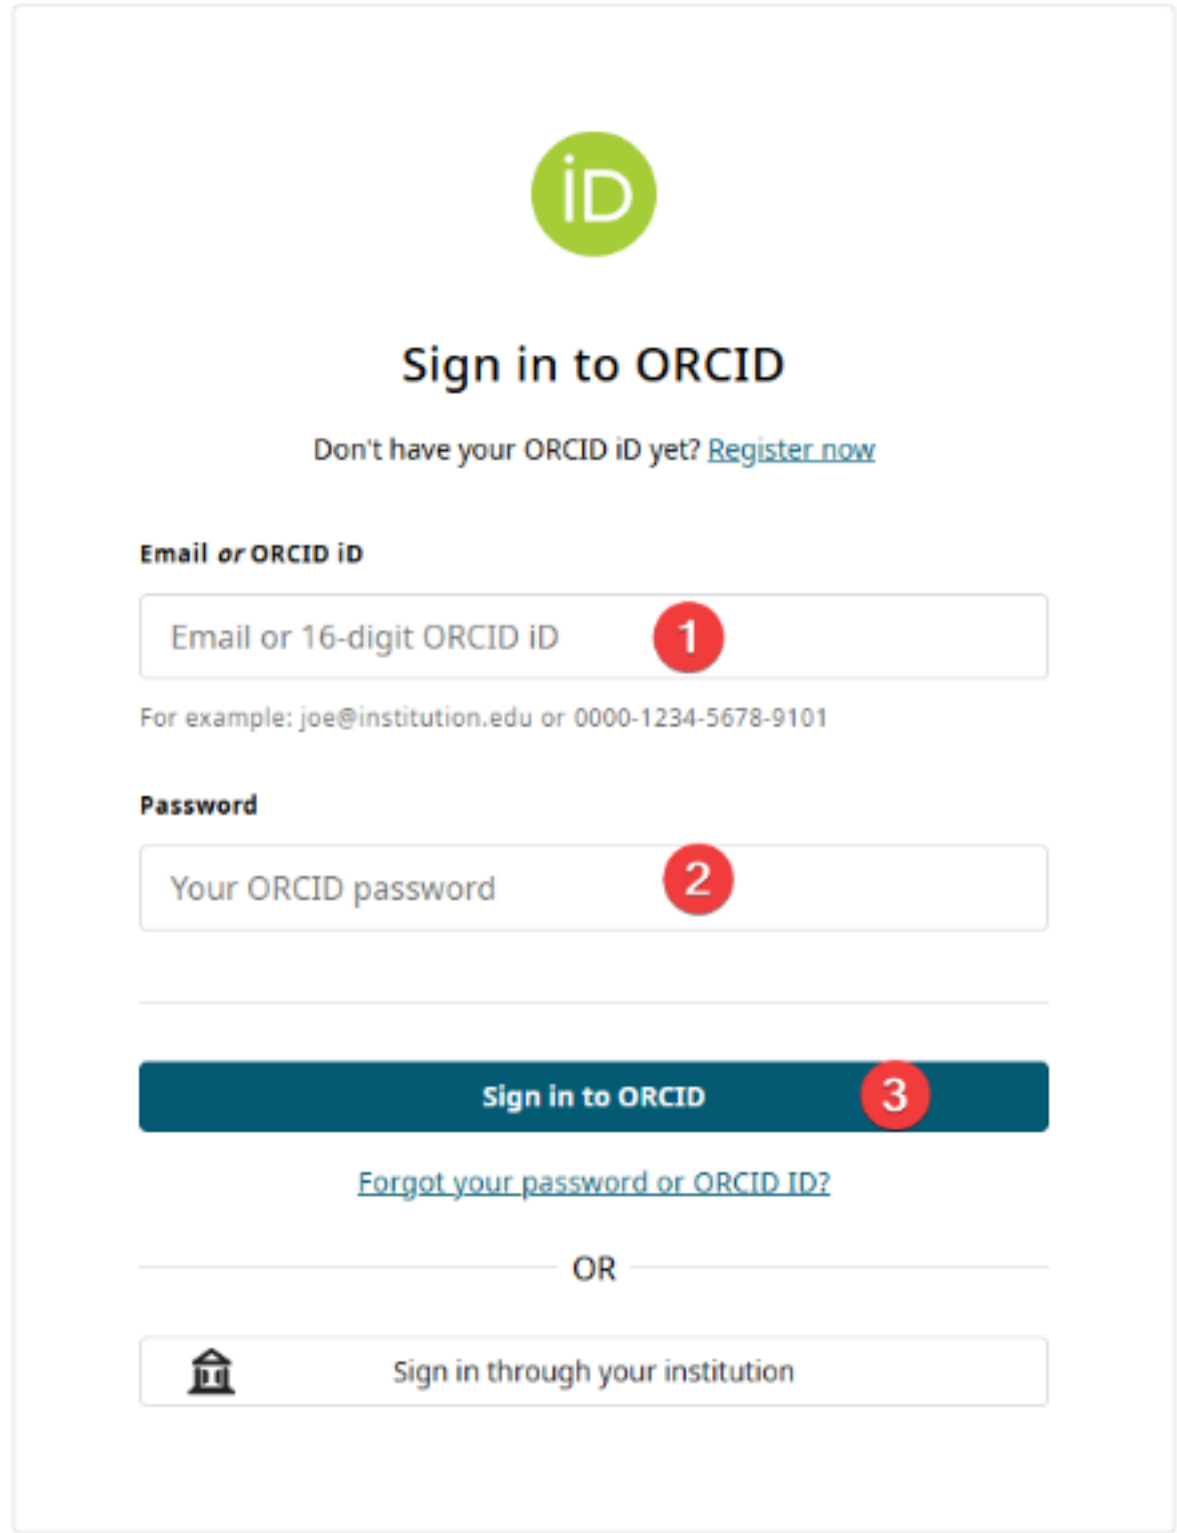 iD
Sign in to ORCID
Don't have your ORCID iD yet? Register now
Email or ORCID iD
Email or 16-digit ORCID iD 1
For example: joe@institution.edu or 0000-1234-5678-9101
Password
Your ORCID password 2
Sign in to ORCID 3
Forgot your password or ORCID ID?
OR
Sign in through your institution